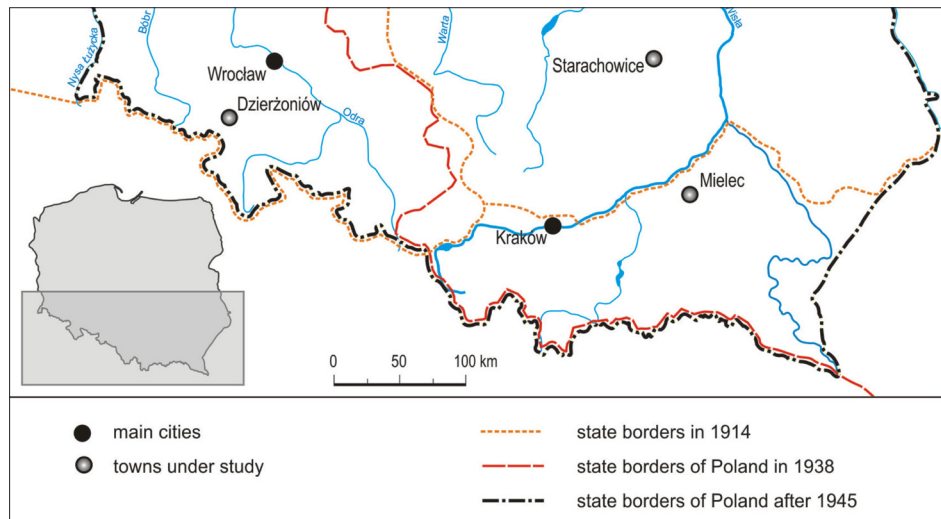 Nysa Łużycka
Bóbr
Wrocław
Dzierżoniów
Odra
Warta
Starachowice
Wisła
Mielec
Kraków
0 50 100 km
main cities
towns under study
state borders in 1914
state borders of Poland in 1938
state borders of Poland after 1945